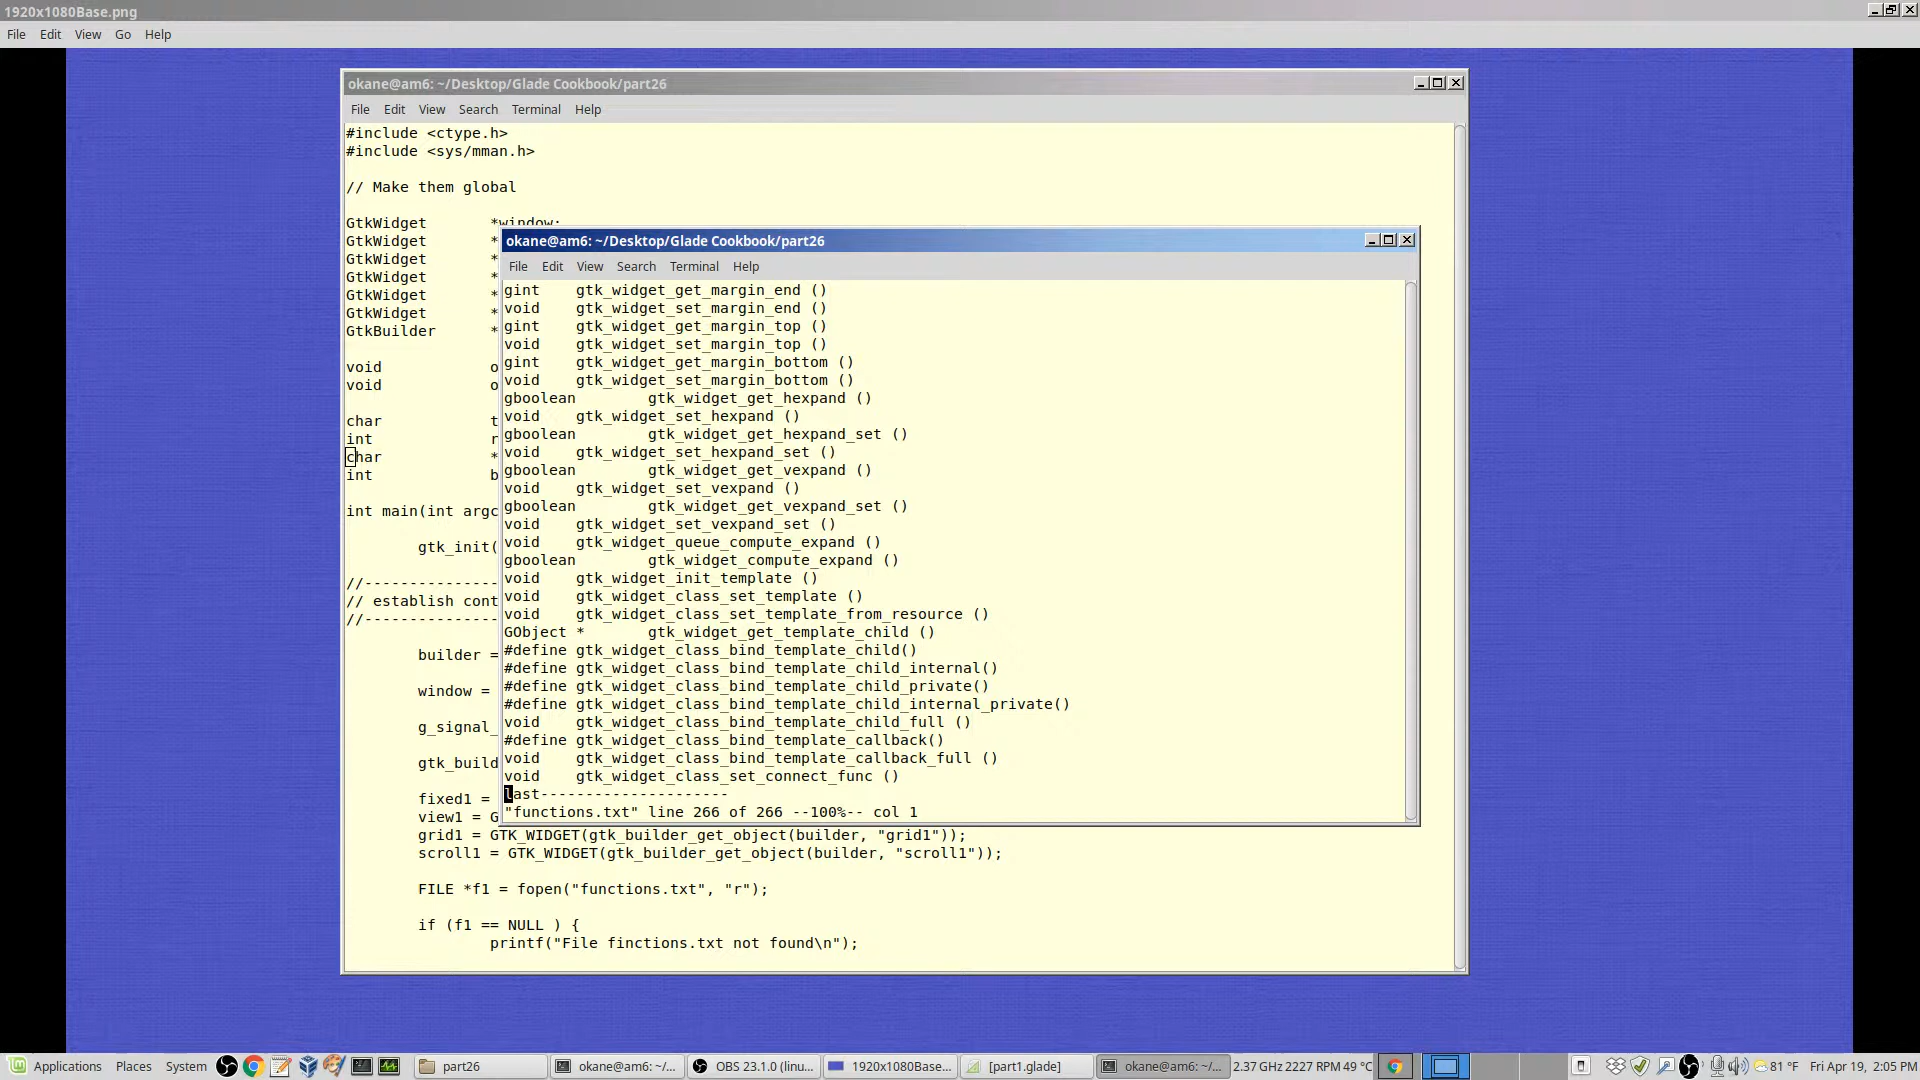 1920x1080Base.png
File Edit View Go Help
okane@am6: ~/Desktop/Glade Cookbook/part26
File Edit View Search Terminal Help
#include <ctype.h>
#include <sys/mman.h>
// Make them global
GtkWidget *window;
GtkWidget *
GtkWidget *
GtkWidget *
GtkWidget *
GtkWidget *
GtkBuilder *
void o
void o
char t
int r
char *
int b
int main(int argc
gtk_init(
//---------------
// establish cont
//---------------
builder =
window =
g_signal_
gtk_build
fixed1 =
view1 = G
grid1 = GTK_WIDGET(gtk_builder_get_object(builder, "grid1"));
scroll1 = GTK_WIDGET(gtk_builder_get_object(builder, "scroll1"));
FILE *f1 = fopen("functions.txt", "r");
if (f1 == NULL ) {
printf("File finctions.txt not found\n");
okane@am6: ~/Desktop/Glade Cookbook/part26
File Edit View Search Terminal Help
gint gtk_widget_get_margin_end ()
void gtk_widget_set_margin_end ()
gint gtk_widget_get_margin_top ()
void gtk_widget_set_margin_top ()
gint gtk_widget_get_margin_bottom ()
void gtk_widget_set_margin_bottom ()
gboolean gtk_widget_get_hexpand ()
void gtk_widget_set_hexpand ()
gboolean gtk_widget_get_hexpand_set ()
void gtk_widget_set_hexpand_set ()
gboolean gtk_widget_get_vexpand ()
void gtk_widget_set_vexpand ()
gboolean gtk_widget_get_vexpand_set ()
void gtk_widget_set_vexpand_set ()
void gtk_widget_queue_compute_expand ()
gboolean gtk_widget_compute_expand ()
void gtk_widget_init_template ()
void gtk_widget_class_set_template ()
void gtk_widget_class_set_template_from_resource ()
GObject * gtk_widget_get_template_child ()
#define gtk_widget_class_bind_template_child()
#define gtk_widget_class_bind_template_child_internal()
#define gtk_widget_class_bind_template_child_private()
#define gtk_widget_class_bind_template_child_internal_private()
void gtk_widget_class_bind_template_child_full ()
#define gtk_widget_class_bind_template_callback()
void gtk_widget_class_bind_template_callback_full ()
void gtk_widget_class_set_connect_func ()
last---------------------
"functions.txt" line 266 of 266 --100%-- col 1
Applications Places System part26 okane@am6: ~/... OBS 23.1.0 (linu... 1920x1080Base... [part1.glade] okane@am6: ~/... 2.37 GHz 2227 RPM 49 °C 81 °F Fri Apr 19, 2:05 PM